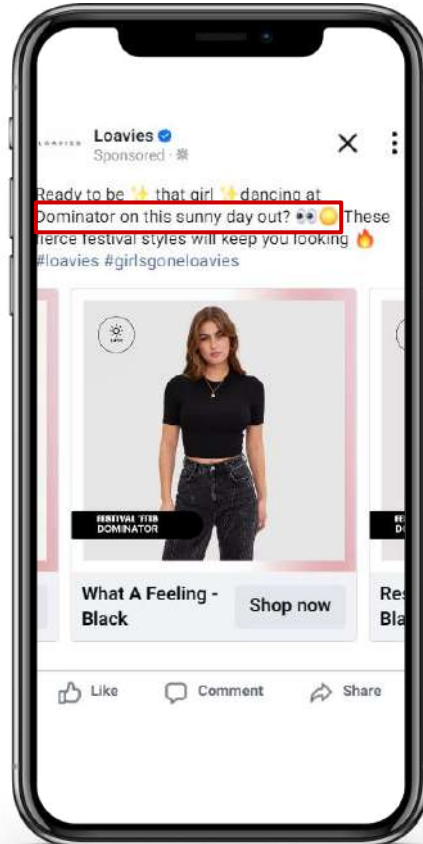 LOAVIES
Loavies
Sponsored ·
Ready to be ✨ that girl ✨ dancing at
Dominator on this sunny day out? 👀🌕 These
fierce festival styles will keep you looking 🔥
#loavies #girlsgoneloavies
DOMINATOR
What A Feeling -
Black
Shop now
Like
Comment
Share